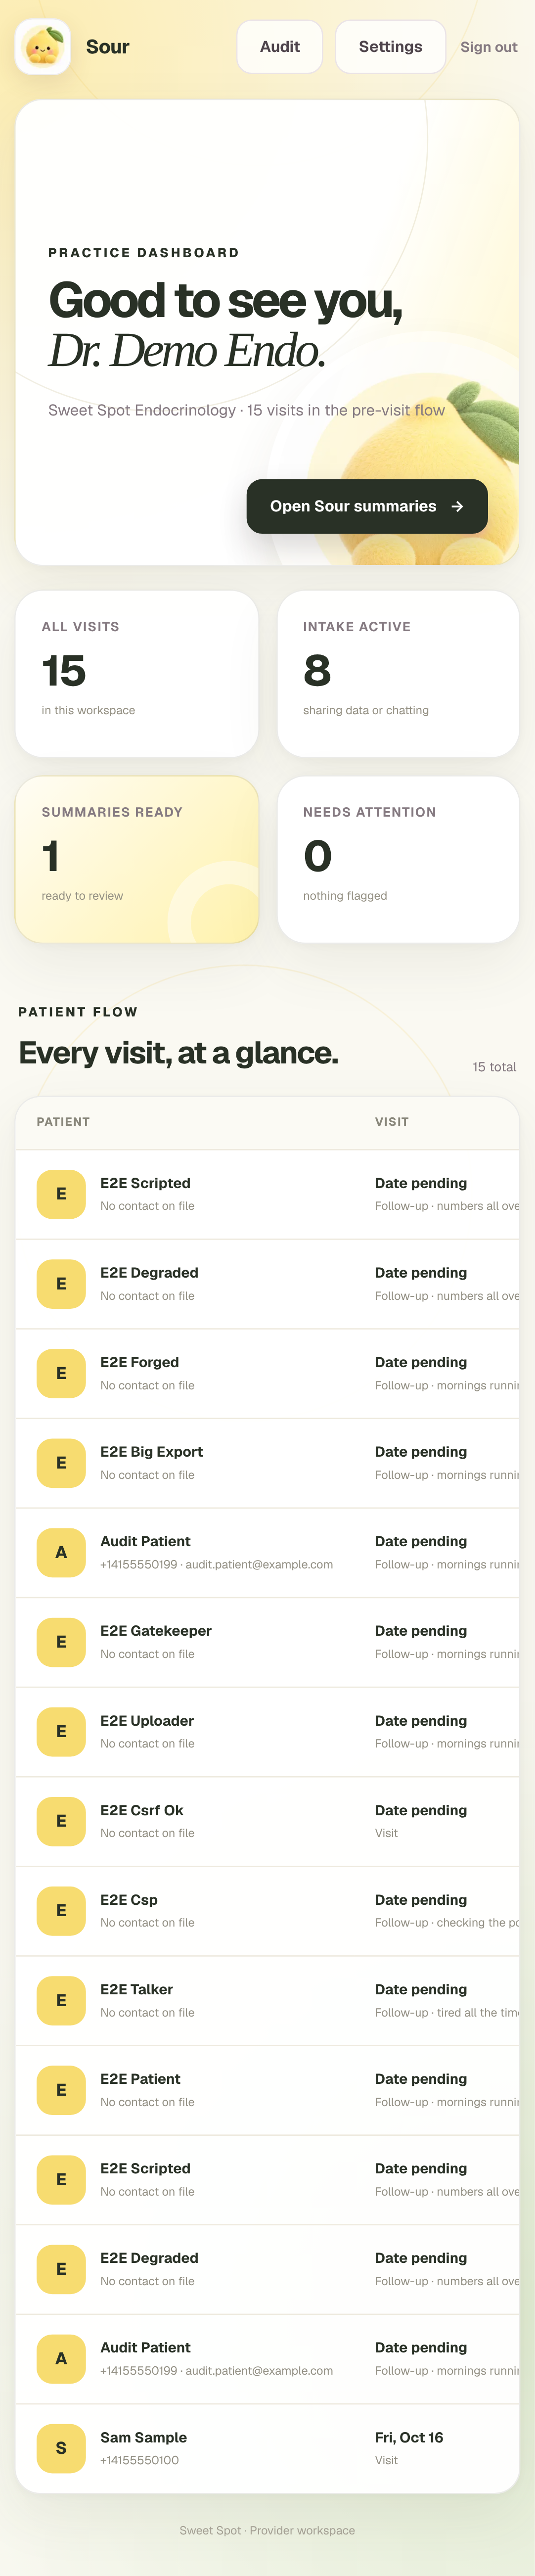 Sour
Audit
Settings
Sign out
PRACTICE DASHBOARD
Good to see you,
Dr. Demo Endo.
Sweet Spot Endocrinology · 15 visits in the pre-visit flow
Open Sour summaries →
ALL VISITS
15
in this workspace
INTAKE ACTIVE
8
sharing data or chatting
SUMMARIES READY
1
ready to review
NEEDS ATTENTION
0
nothing flagged
PATIENT FLOW
Every visit, at a glance.
15 total
PATIENT
VISIT
E
E2E Scripted
No contact on file
Date pending
Follow-up · numbers all ove
E
E2E Degraded
No contact on file
Date pending
Follow-up · numbers all ove
E
E2E Forged
No contact on file
Date pending
Follow-up · mornings runnin
E
E2E Big Export
No contact on file
Date pending
Follow-up · mornings runnin
A
Audit Patient
+14155550199 · audit.patient@example.com
Date pending
Follow-up · mornings runnin
E
E2E Gatekeeper
No contact on file
Date pending
Follow-up · mornings runnin
E
E2E Uploader
No contact on file
Date pending
Follow-up · mornings runnin
E
E2E Csrf Ok
No contact on file
Date pending
Visit
E
E2E Csp
No contact on file
Date pending
Follow-up · checking the po
E
E2E Talker
No contact on file
Date pending
Follow-up · tired all the time
E
E2E Patient
No contact on file
Date pending
Follow-up · mornings runnin
E
E2E Scripted
No contact on file
Date pending
Follow-up · numbers all ove
E
E2E Degraded
No contact on file
Date pending
Follow-up · numbers all ove
A
Audit Patient
+14155550199 · audit.patient@example.com
Date pending
Follow-up · mornings runnin
S
Sam Sample
+14155550100
Fri, Oct 16
Visit
Sweet Spot · Provider workspace